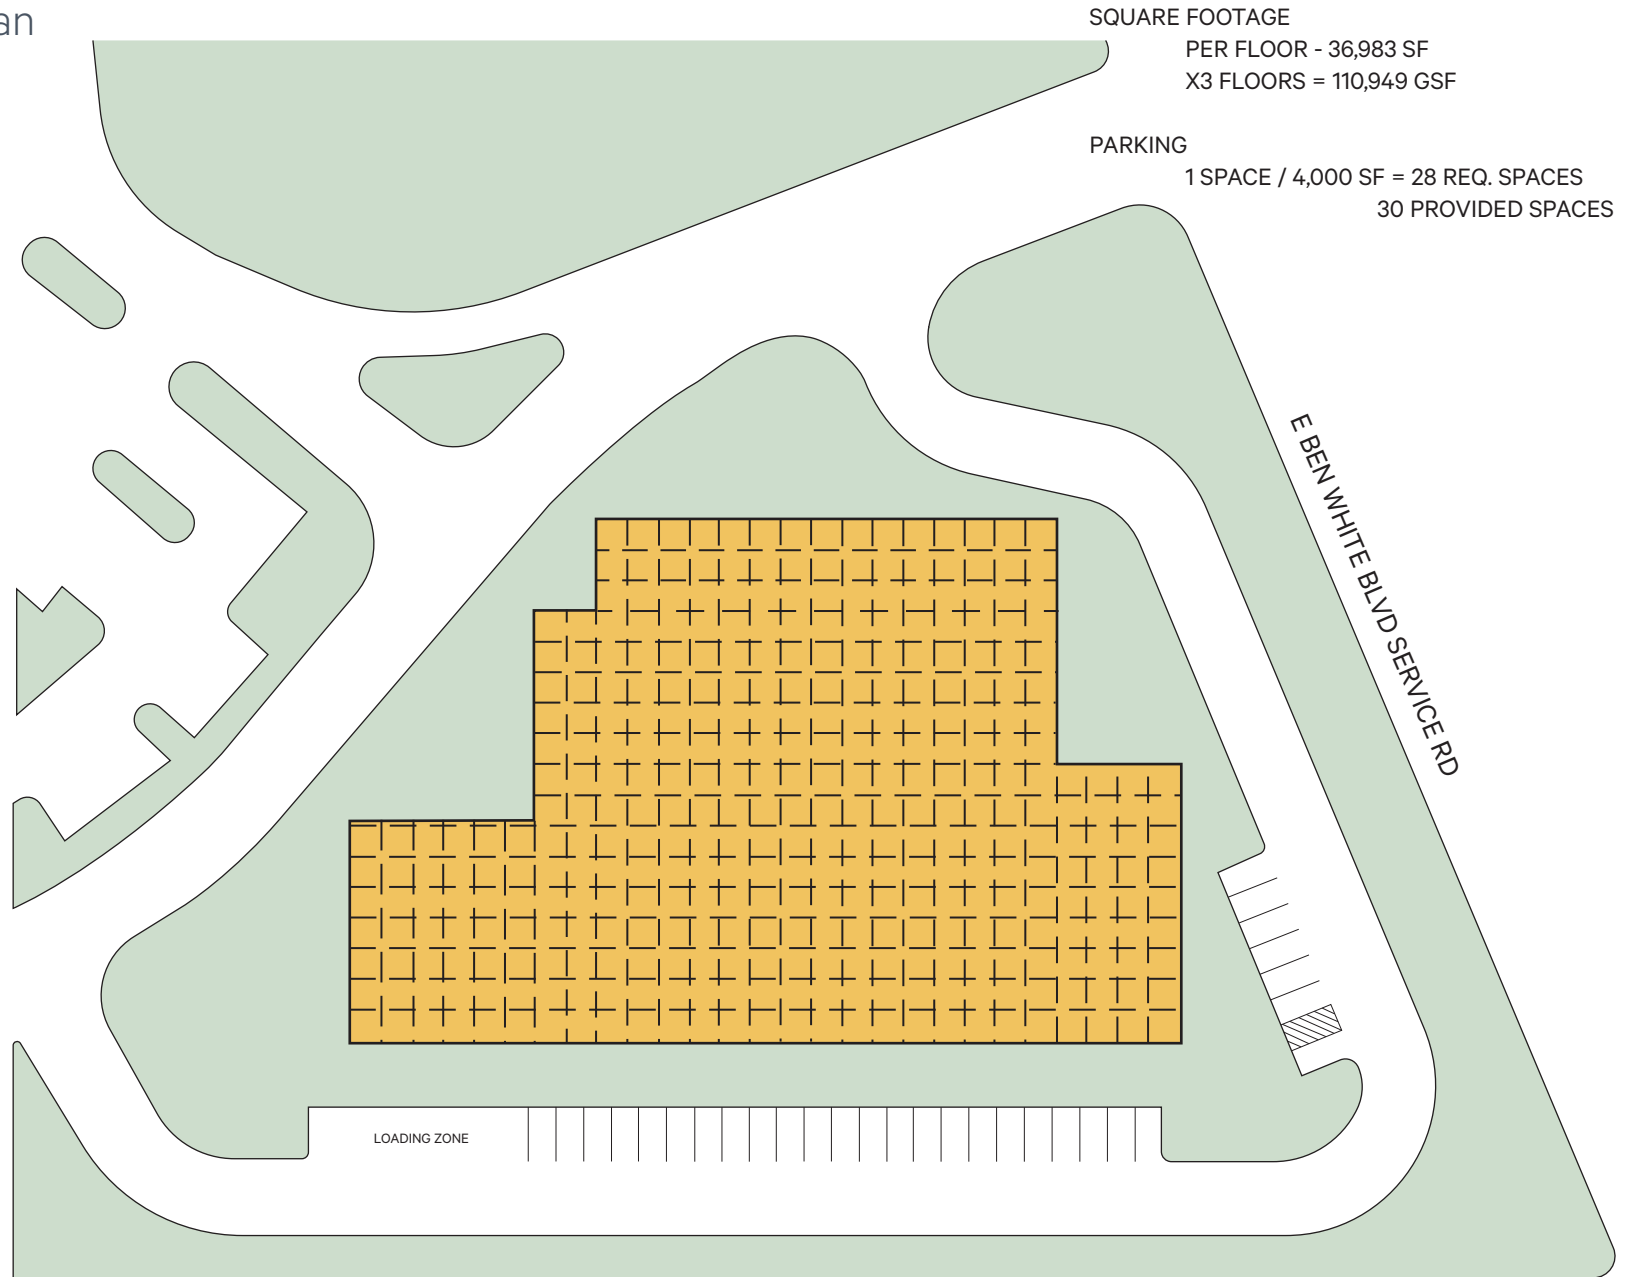 an
SQUARE FOOTAGE
PER FLOOR - 36,983 SF
X3 FLOORS = 110,949 GSF
PARKING
1 SPACE / 4,000 SF = 28 REQ. SPACES
30 PROVIDED SPACES
E BEN WHITE BLVD SERVICE RD
LOADING ZONE